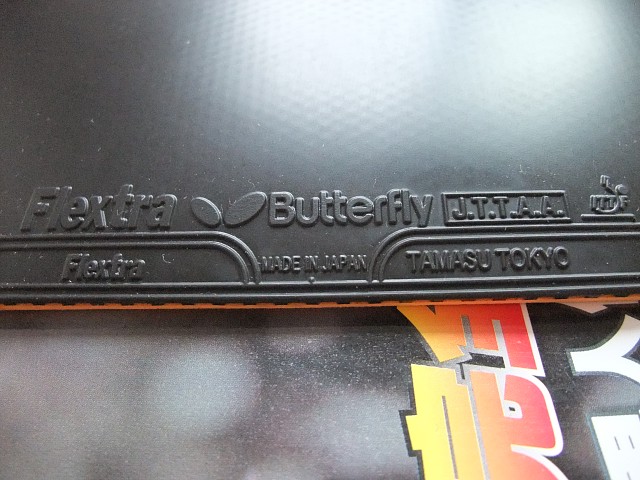 Flextra Butterfly J.T.T.A.A. ITTF
Flextra MADE IN JAPAN TAMASU TOKYO